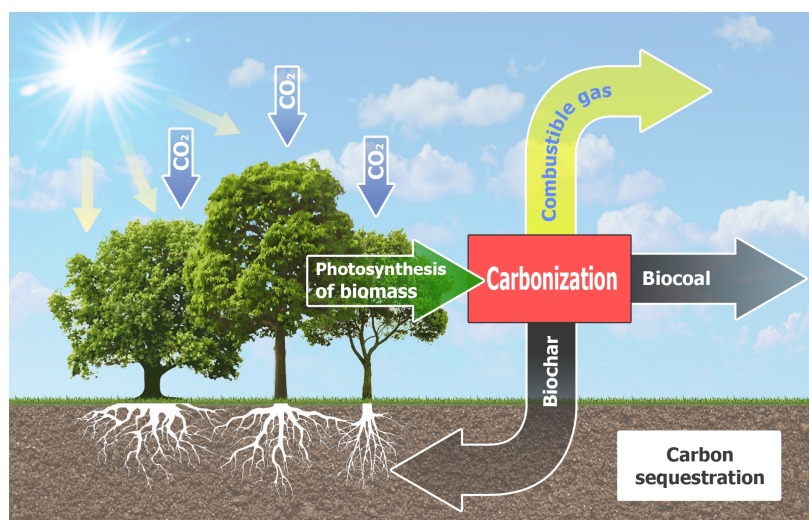 CO₂
CO₂
CO₂
Combustible gas
Photosynthesis
of biomass
Carbonization
Biocoal
Biochar
Carbon
sequestration